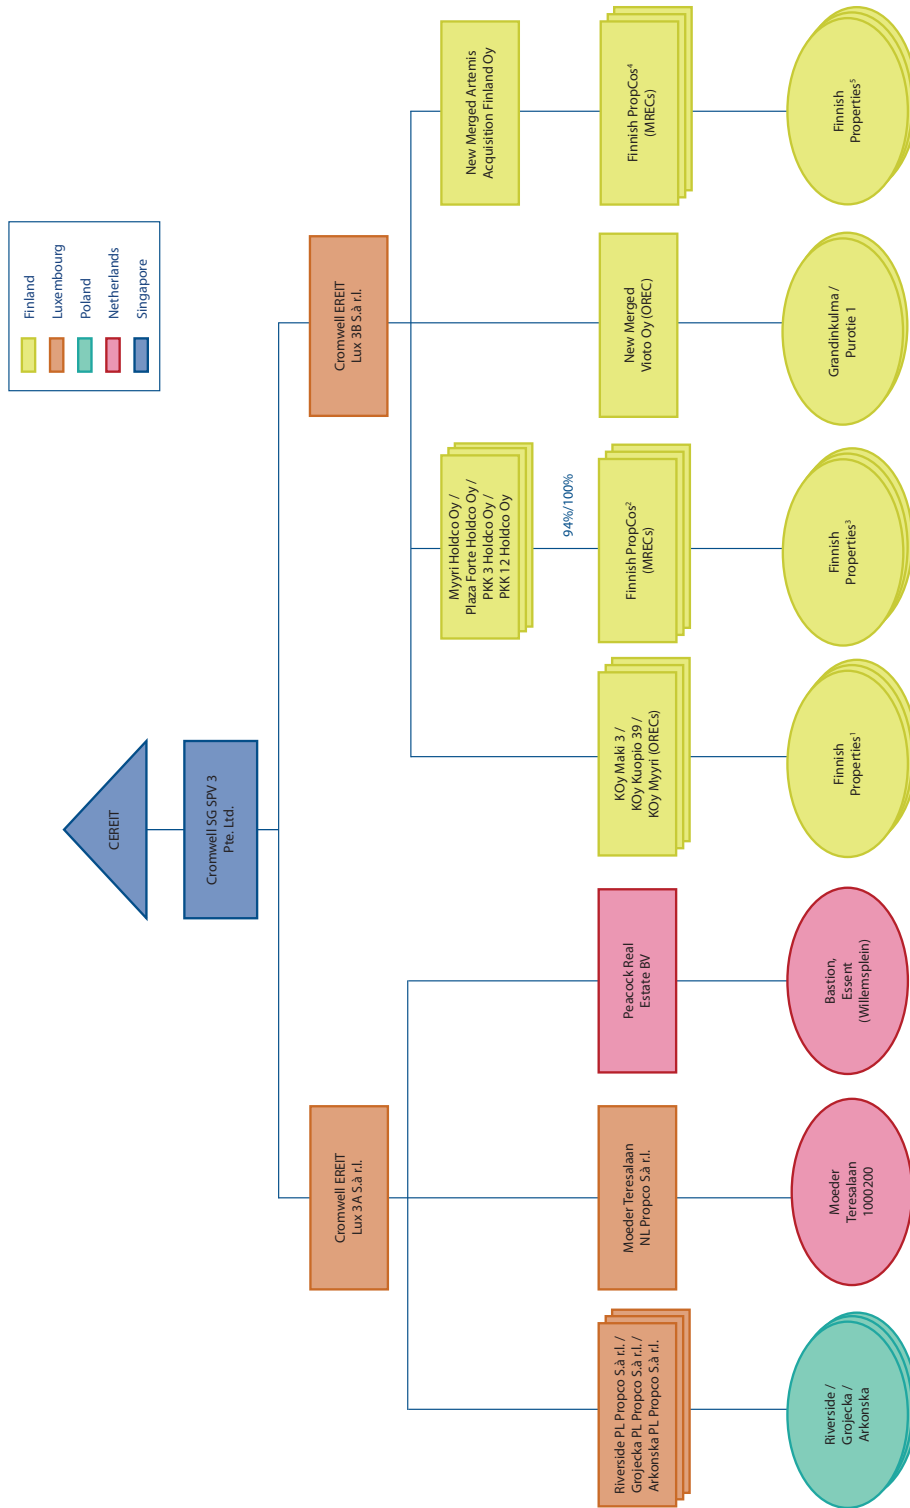 Finland
Luxembourg
Poland
Netherlands
Singapore
CEREIT
Cromwell SG SPV 3
Pte. Ltd.
Cromwell EREIT
Lux 3A S.à r.l.
Cromwell EREIT
Lux 3B S.à r.l.
Myyri Holdco Oy /
Plaza Forte Holdco Oy /
PKK 3 Holdco Oy /
PKK 12 Holdco Oy
New Merged Artemis
Acquisition Finland Oy
94%/100%
Riverside PL Propco S.à r.l. /
Grojecka PL Propco S.à r.l. /
Arkonska PL Propco S.à r.l.
Moeder Teresalaan
NL Propco S.à r.l.
Peacock Real
Estate BV
KOy Maki 3 /
KOy Kuopio 39 /
KOy Myyri (ORECs)
Finnish PropCos²
(MRECs)
New Merged
Vioto Oy (OREC)
Finnish PropCos⁴
(MRECs)
Riverside /
Grojecka /
Arkonska
Moeder
Teresalaan
1000200
Bastion,
Essent
(Willemsplein)
Finnish
Properties¹
Finnish
Properties³
Grandinkulma /
Purotie 1
Finnish
Properties⁵